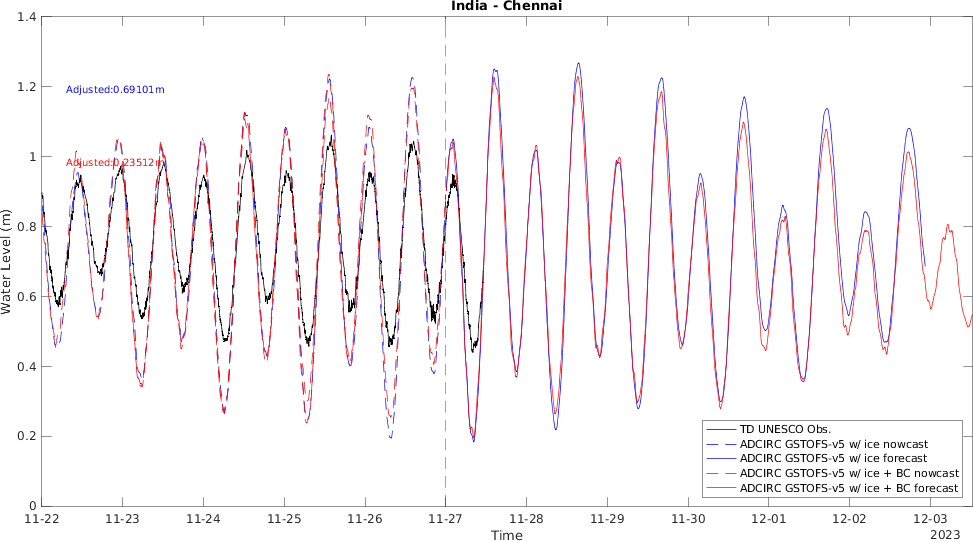 India - Chennai
1.4
1.2
1
0.8
0.6
0.4
0.2
0
Water Level (m)
Adjusted:0.69101m
Adjusted:0.23512m
TD UNESCO Obs.
ADCIRC GSTOFS-v5 w/ ice nowcast
ADCIRC GSTOFS-v5 w/ ice forecast
ADCIRC GSTOFS-v5 w/ ice + BC nowcast
ADCIRC GSTOFS-v5 w/ ice + BC forecast
11-22 11-23 11-24 11-25 11-26 11-27 11-28 11-29 11-30 12-01 12-02 12-03
Time
2023